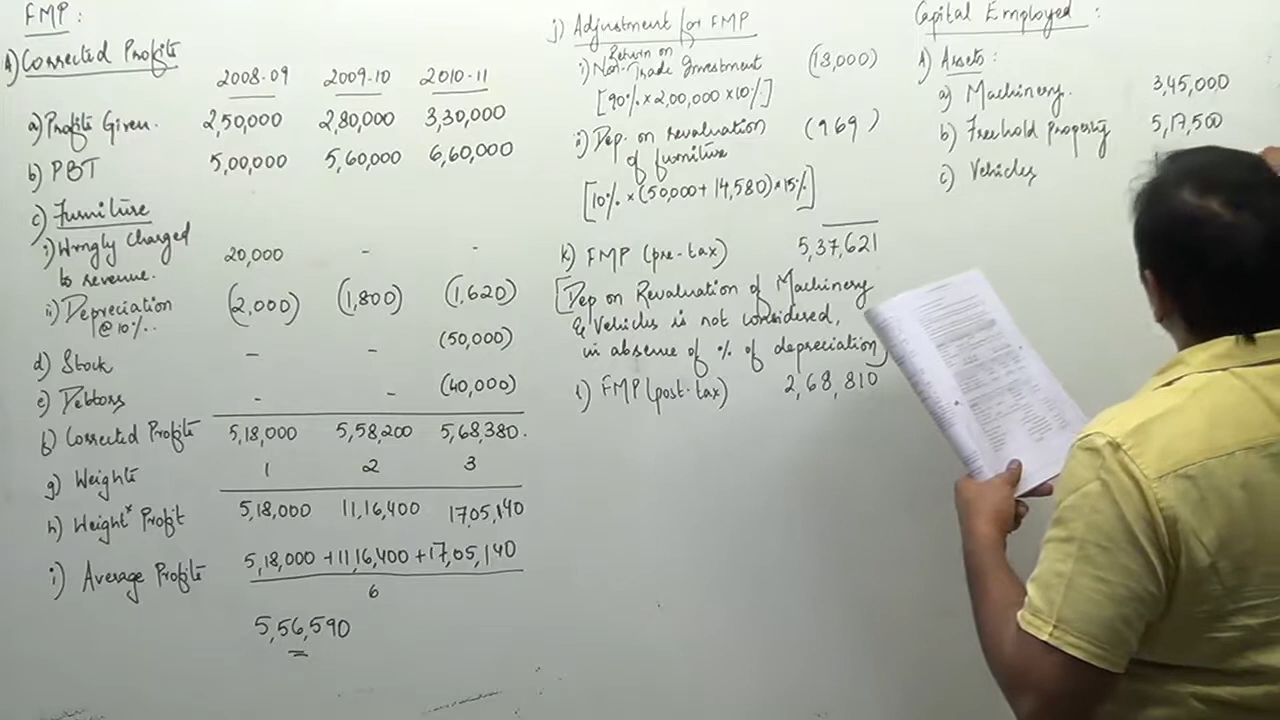 FMP :
A) Corrected Profits
2008-09 2009-10 2010-11
a) Profits Given. 2,50,000 2,80,000 3,30,000
b) PBT 5,00,000 5,60,000 6,60,000
c) Furniture
i) Wrngly charged 20,000 - -
to revenue.
ii) Depreciation (2,000) (1,800) (1,620)
@10%..
d) Stock - - (50,000)
e) Debtors - - (40,000)
f) Corrected Profits 5,18,000 5,58,200 5,68,380.
g) Weights 1 2 3
h) Weight* Profit 5,18,000 11,16,400 17,05,140
i) Average Profits 5,18,000 + 11,16,400 + 17,05,140
6
5,56,590
j) Adjustment for FMP
Return on
i) Non-Trade Investment (18,000)
[90% × 2,00,000 × 10%]
ii) Dep. on revaluation (969)
of furniture
[10% × (50,000 + 14,580) × 15%]
k) FMP (pre-tax) 5,37,621
[Dep on Revaluation of Machinery
& Vehicles is not considered,
in absence of % of depreciation]
l) FMP (post-tax) 2,68,810
Capital Employed :
A) Assets :
a) Machinery. 3,45,000
b) Freehold Property 5,17,500
c) Vehicles